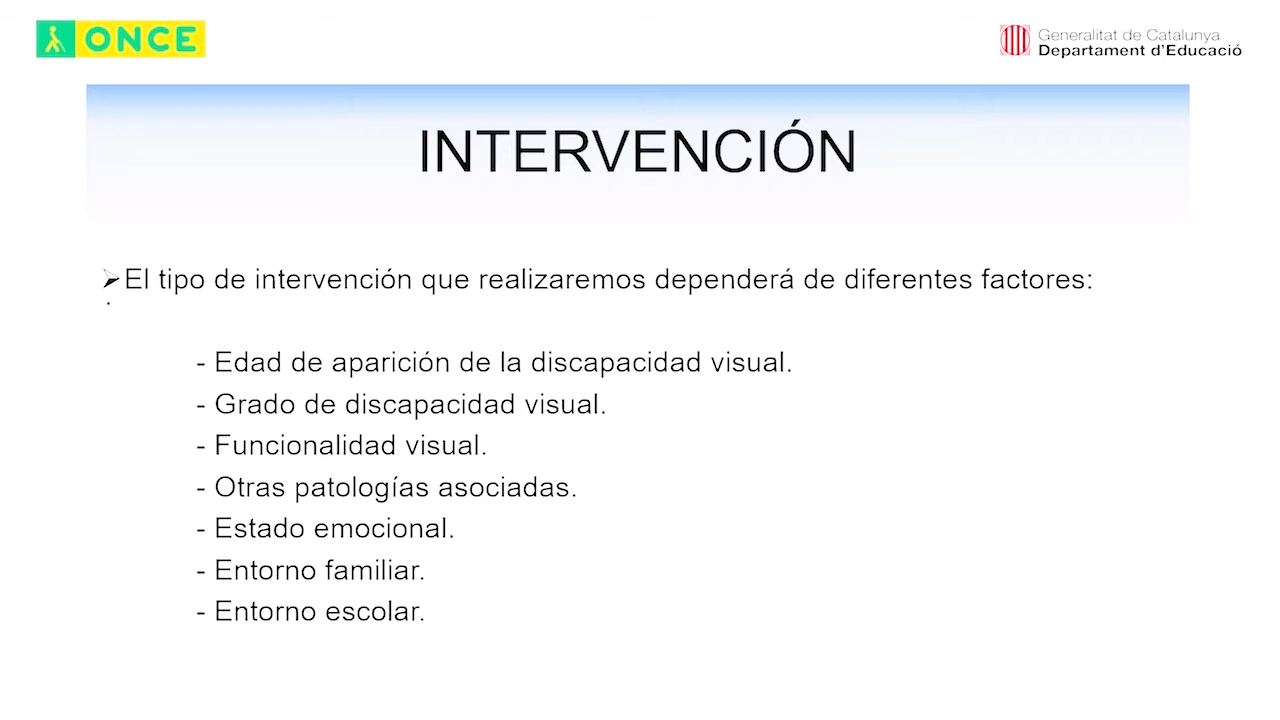 ONCE
Generalitat de Catalunya
Departament d'Educació
INTERVENCIÓN
➢El tipo de intervención que realizaremos dependerá de diferentes factores:
- Edad de aparición de la discapacidad visual.
- Grado de discapacidad visual.
- Funcionalidad visual.
- Otras patologías asociadas.
- Estado emocional.
- Entorno familiar.
- Entorno escolar.